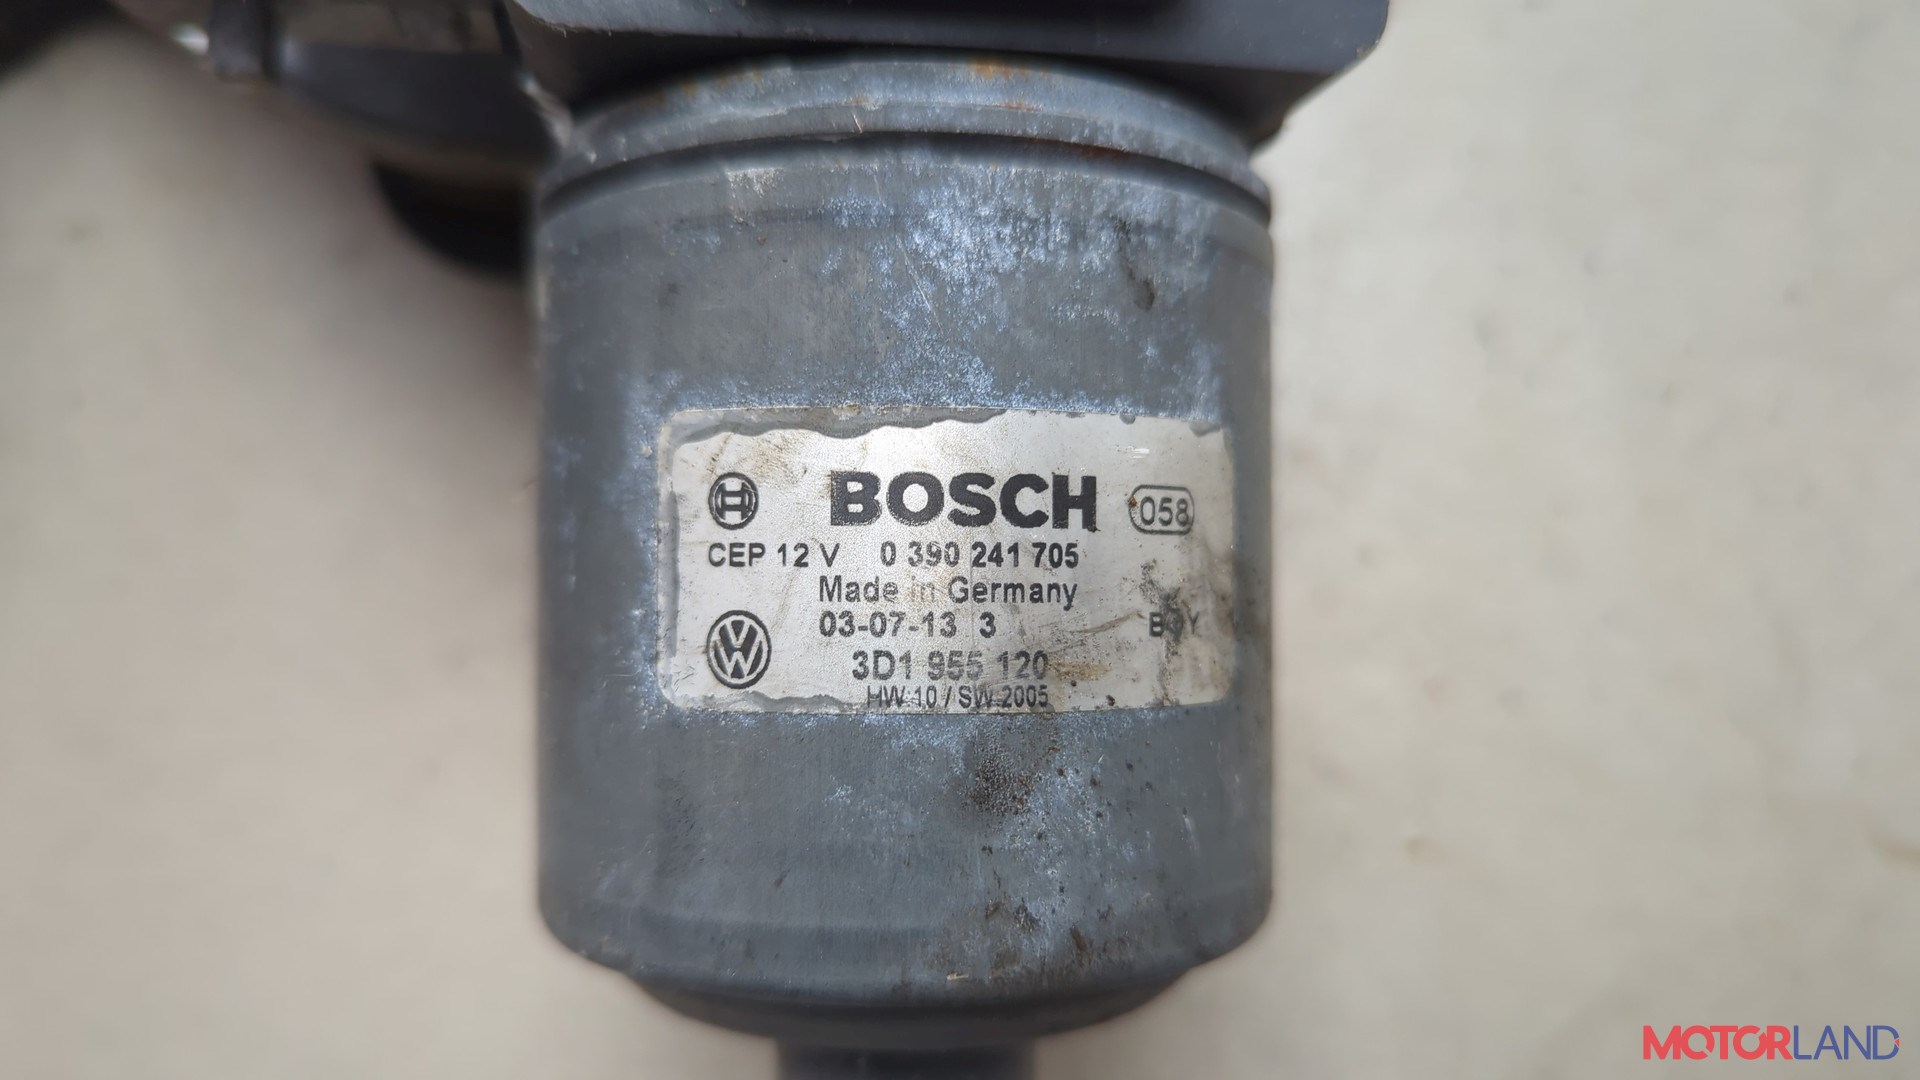 BOSCH 058
CEP 12 V 0 390 241 705
Made in Germany
03-07-13 3
VW 3D1 955 120
HW 10 / SW 2005
MOTORLAND